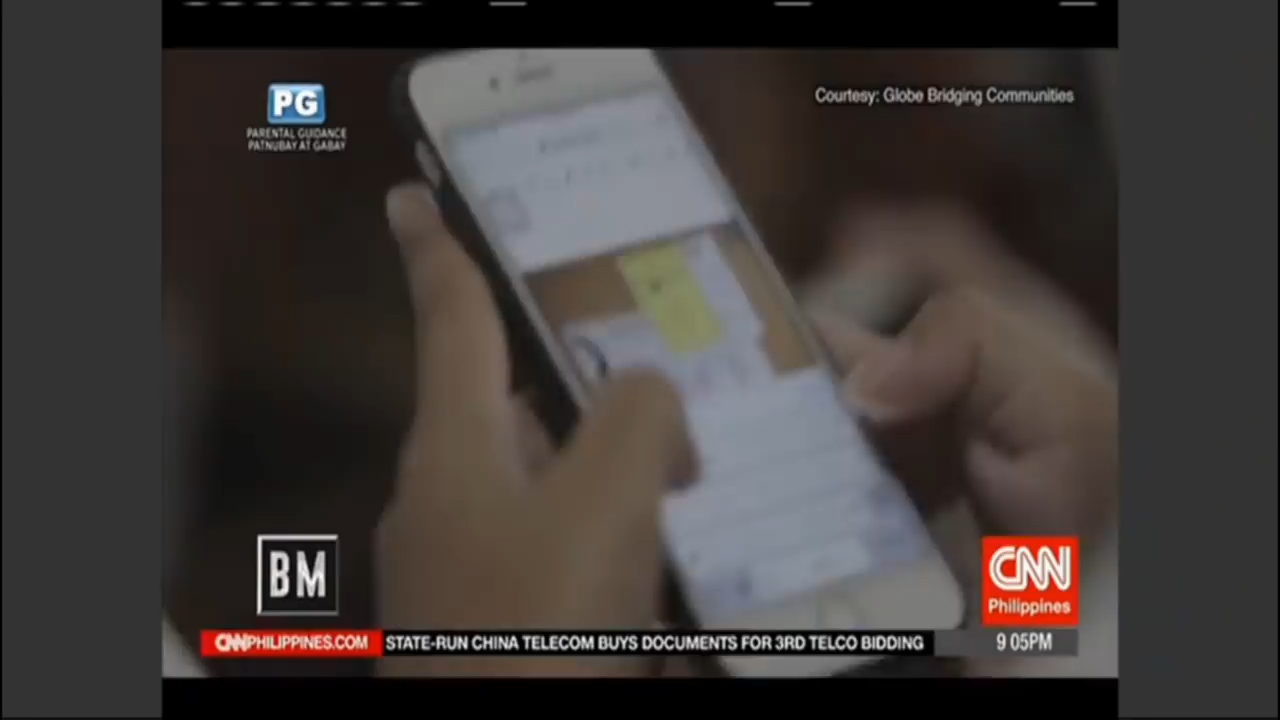 PG
PARENTAL GUIDANCE
PATNUBAY AT GABAY
Courtesy: Globe Bridging Communities
BM
CNN
Philippines
CNNPHILIPPINES.COM STATE-RUN CHINA TELECOM BUYS DOCUMENTS FOR 3RD TELCO BIDDING 9 05PM